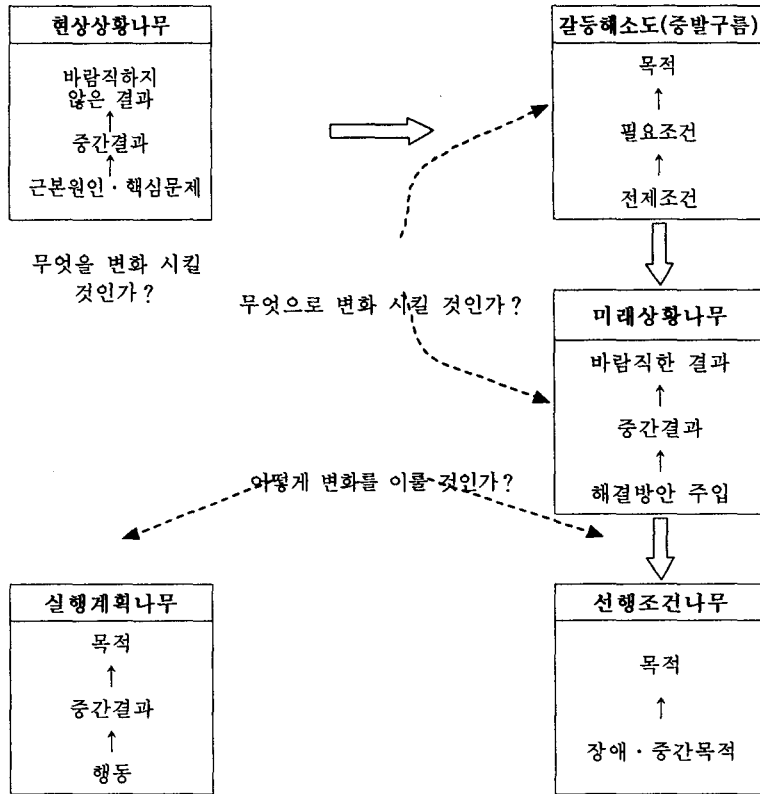 현상상황나무
바람직하지
않은 결과
↑
중간결과
↑
근본원인 · 핵심문제
무엇을 변화 시킬
것인가?
갈등해소도(중발구름)
목적
↑
필요조건
↑
전제조건
무엇으로 변화 시킬 것인가?
미래상황나무
바람직한 결과
↑
중간결과
↑
해결방안 주입
어떻게 변화를 이룰 것인가?
실행계획나무
목적
↑
중간결과
↑
행동
선행조건나무
목적
↑
장애 · 중간목적